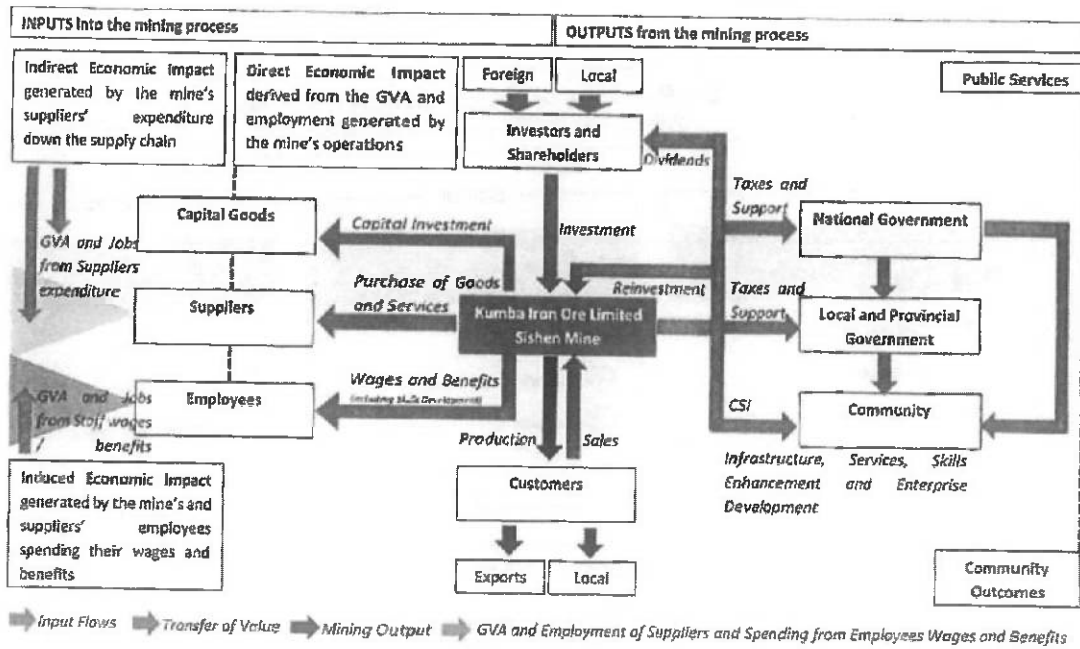 INPUTS into the mining process
OUTPUTS from the mining process
Indirect Economic impact
generated by the mine's
suppliers' expenditure
down the supply chain
Direct Economic Impact
derived from the GVA and
employment generated by
the mine's operations
Foreign
Local
Public Services
Investors and
Shareholders
Dividends
Taxes and
Support
National Government
Capital Goods
Capital Investment
Investment
GVA and Jobs
from Suppliers
expenditure
Suppliers
Purchase of Goods
and Services
Reinvestment
Taxes and
Support
Kumba Iron Ore Limited
Sishen Mine
Local and Provincial
Government
Employees
Wages and Benefits
(including Skills Development)
GVA and Jobs
from Staff wages
/ benefits
CSI
Community
Production
Sales
Infrastructure, Services, Skills
Enhancement and Enterprise
Development
Customers
Induced Economic Impact
generated by the mine's and
suppliers' employees
spending their wages and
benefits
Exports
Local
Community
Outcomes
Input Flows
Transfer of Value
Mining Output
GVA and Employment of Suppliers and Spending from Employees Wages and Benefits